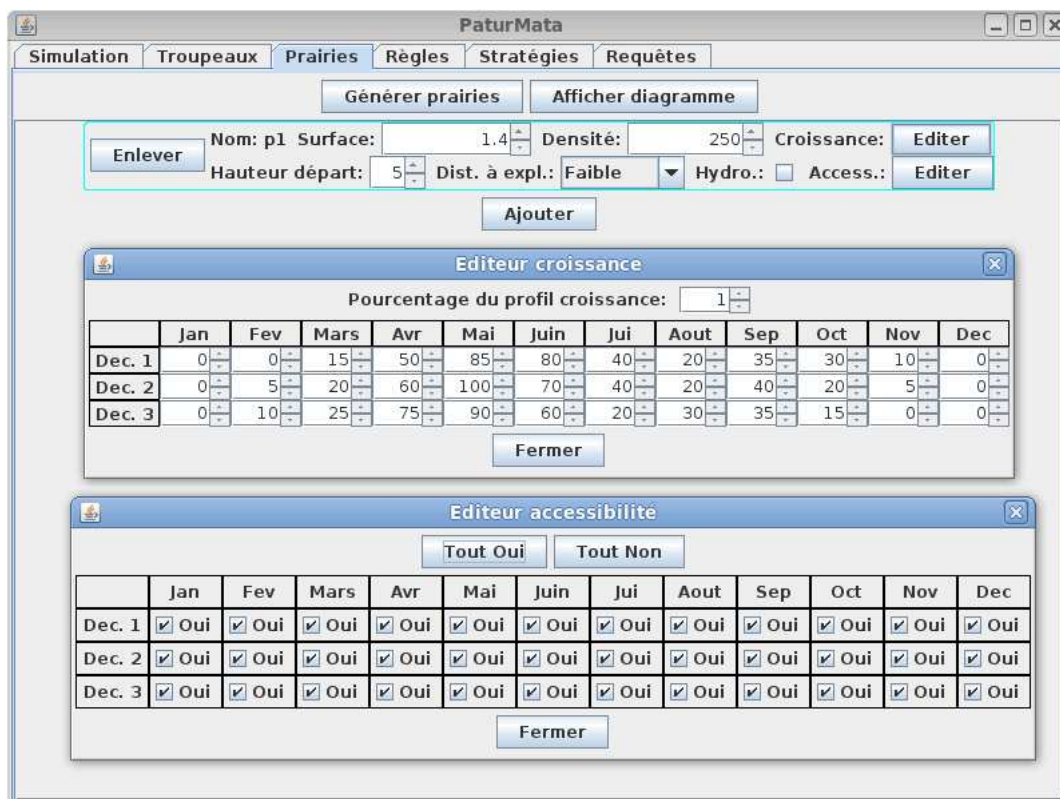 PaturMata
Simulation Troupeaux Prairies Règles Stratégies Requêtes
Générer prairies Afficher diagramme
Enlever
Nom: p1 Surface: 1.4 Densité: 250 Croissance: Editer
Hauteur départ: 5 Dist. à expl.: Faible Hydro.: Access.: Editer
Ajouter
Editeur croissance
Pourcentage du profil croissance: 1
Jan Fev Mars Avr Mai Juin Jui Aout Sep Oct Nov Dec
Dec. 1 0 0 15 50 85 80 40 20 35 30 10 0
Dec. 2 0 5 20 60 100 70 40 20 40 20 5 0
Dec. 3 0 10 25 75 90 60 20 30 35 15 0 0
Fermer
Editeur accessibilité
Tout Oui Tout Non
Jan Fev Mars Avr Mai Juin Jui Aout Sep Oct Nov Dec
Dec. 1 Oui Oui Oui Oui Oui Oui Oui Oui Oui Oui Oui Oui
Dec. 2 Oui Oui Oui Oui Oui Oui Oui Oui Oui Oui Oui Oui
Dec. 3 Oui Oui Oui Oui Oui Oui Oui Oui Oui Oui Oui Oui
Fermer